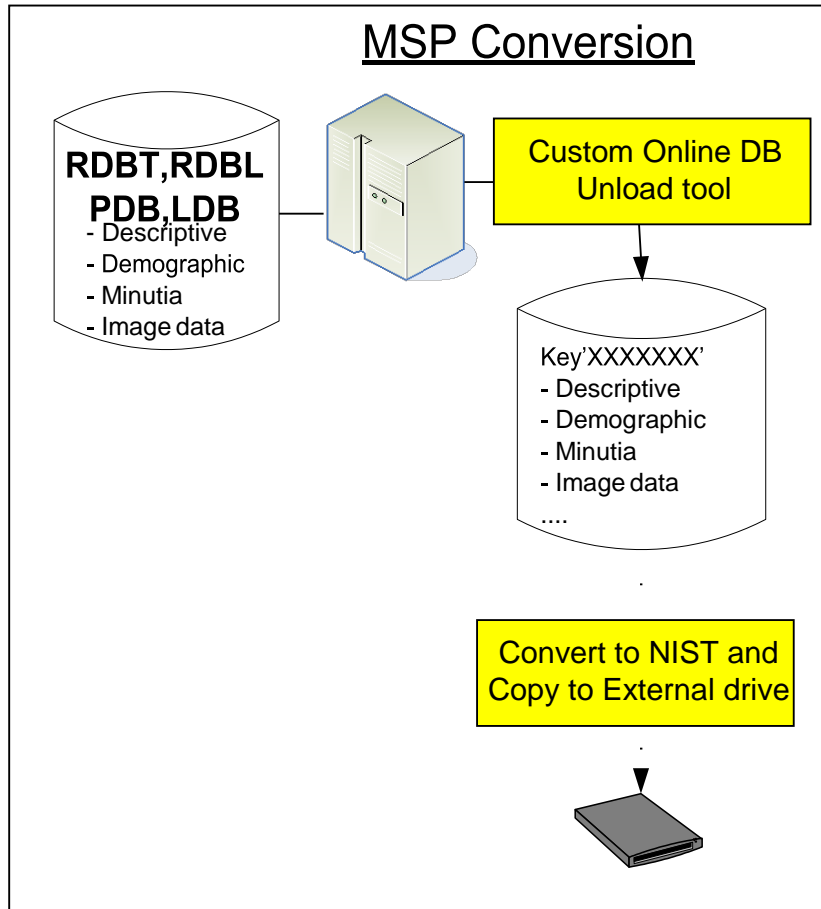 MSP Conversion
RDBT,RDBL
PDB,LDB
- Descriptive
- Demographic
- Minutia
- Image data
Custom Online DB
Unload tool
Key'XXXXXXX'
- Descriptive
- Demographic
- Minutia
- Image data
....
Convert to NIST and
Copy to External drive